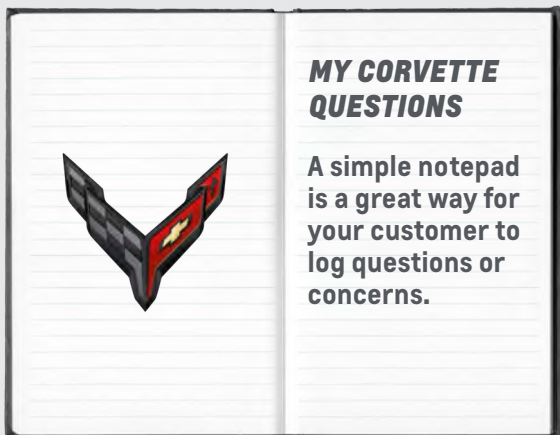 MY CORVETTE
QUESTIONS
A simple notepad
is a great way for
your customer to
log questions or
concerns.